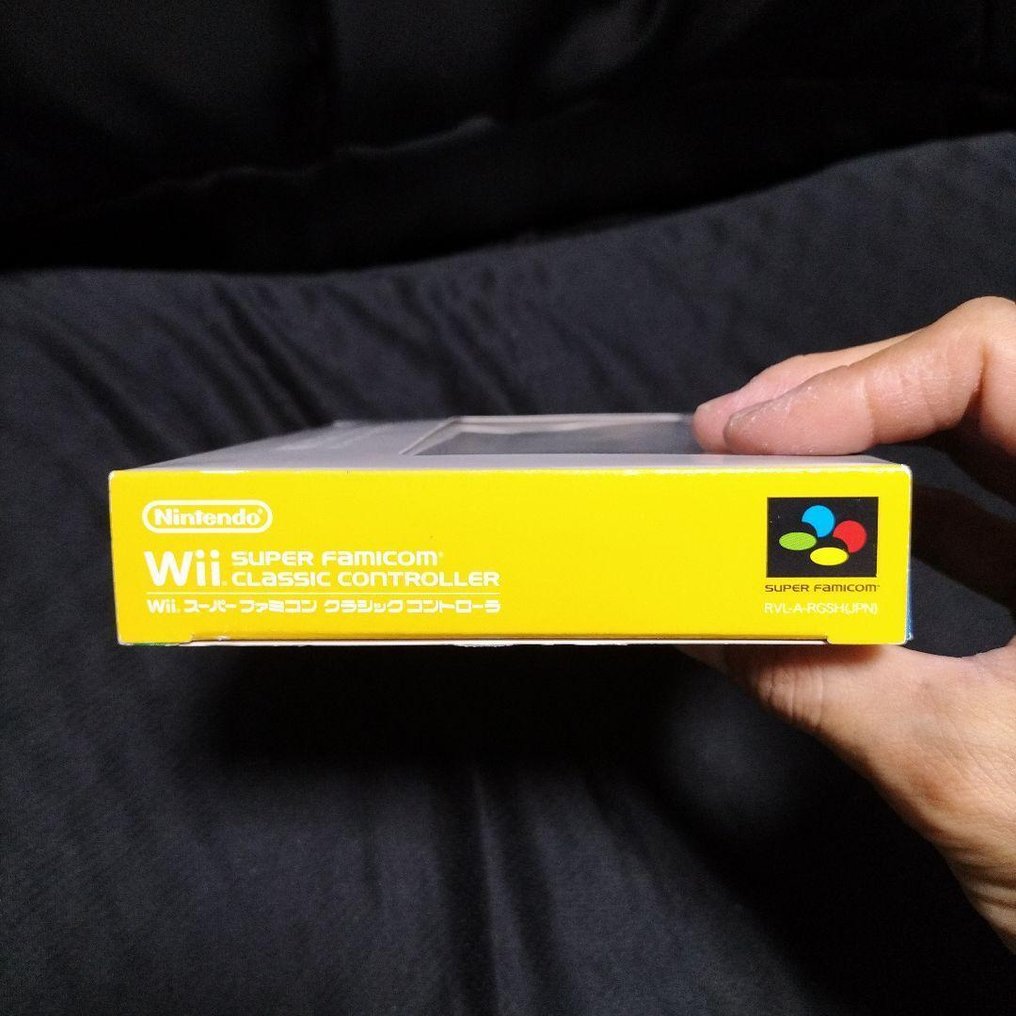 Nintendo
Wii SUPER FAMICOM
CLASSIC CONTROLLER
Wii スーパーファミコン クラシックコントローラ
SUPER FAMICOM
RVL-A-RGSH(JPN)